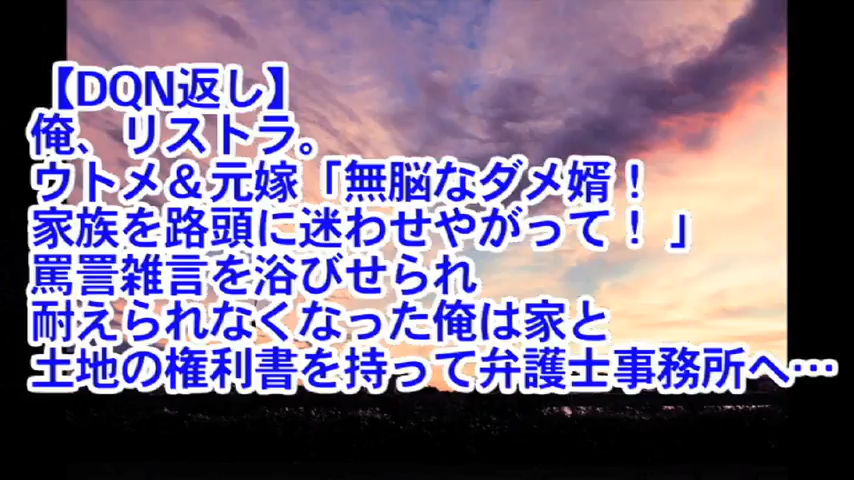 【DQN返し】
俺、リストラ。
ウトメ＆元嫁「無脳なダメ婿！
家族を路頭に迷わせやがって！」
罵詈雑言を浴びせられ
耐えられなくなった俺は家と
土地の権利書を持って弁護士事務所へ…